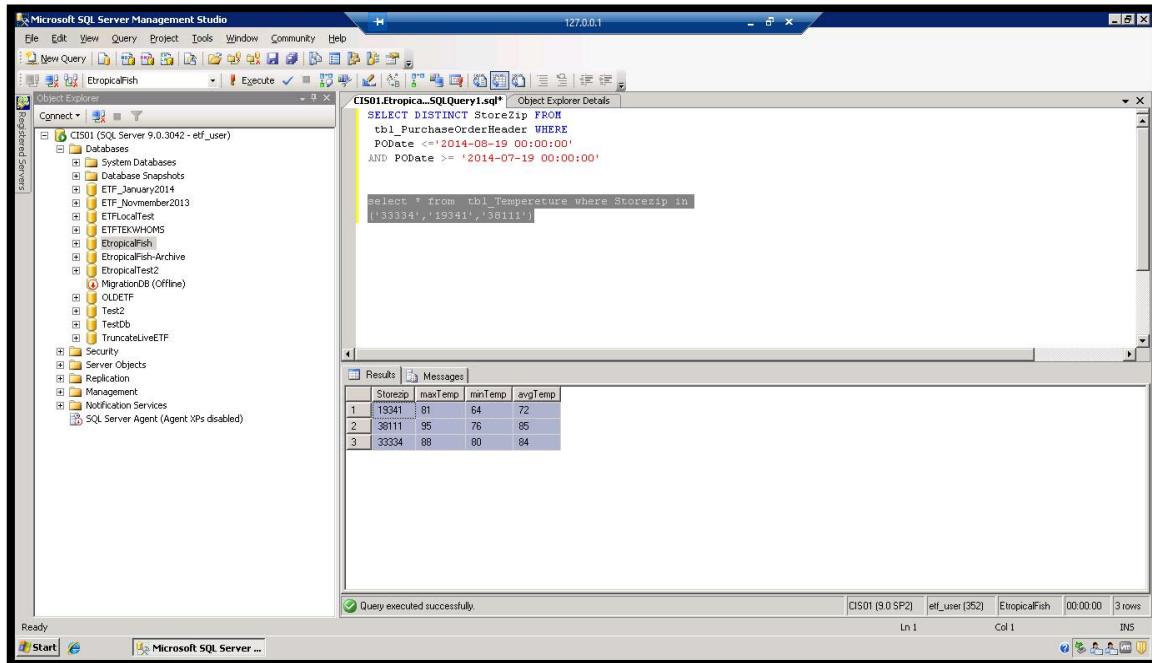 Microsoft SQL Server Management Studio
127.0.0.1
File Edit View Query Project Tools Window Community Help
New Query
EtropicalFish
Execute
Object Explorer
CIS01.Etropica...SQLQuery1.sql* Object Explorer Details
Registered Servers
Connect
CIS01 (SQL Server 9.0.3042 - etf_user)
Databases
System Databases
Database Snapshots
ETF_January2014
ETF_Novmember2013
ETFLocalTest
ETFTEKWHOMS
EtropicalFish
EtropicalFish-Archive
EtropicalTest2
MigrationDB (Offline)
OLDETF
Test2
TestDb
TruncateLiveETF
Security
Server Objects
Replication
Management
Notification Services
SQL Server Agent (Agent XPs disabled)
SELECT DISTINCT StoreZip FROM
tbl_PurchaseOrderHeader WHERE
PODate <='2014-08-19 00:00:00'
AND PODate >= '2014-07-19 00:00:00'
select * from tbl_Tempereture where Storezip in
('33334','19341','38111')
Results Messages
Storezip maxTemp minTemp avgTemp
1 19341 81 64 72
2 38111 95 76 85
3 33334 88 80 84
Query executed successfully. CIS01 (9.0 SP2) etf_user (352) EtropicalFish 00:00:00 3 rows
Ready Ln 1 Col 1 INS
Start Microsoft SQL Server ...